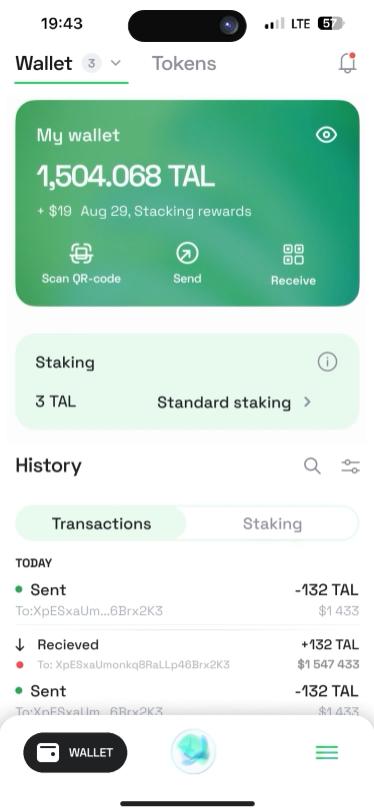 19:43 LTE 57
Wallet 3 Tokens
My wallet
1,504.068 TAL
+ $19 Aug 29, Stacking rewards
Scan QR-code Send Receive
Staking
3 TAL Standard staking
History
Transactions Staking
TODAY
Sent -132 TAL
To:XpESxaUm...6Brx2K3 $1 433
Recieved +132 TAL
To: XpESxaUmonkq8RaLLp46Brx2K3 $1 547 433
Sent -132 TAL
To:XpESxaUm...6Brx2K3 $1 433
WALLET